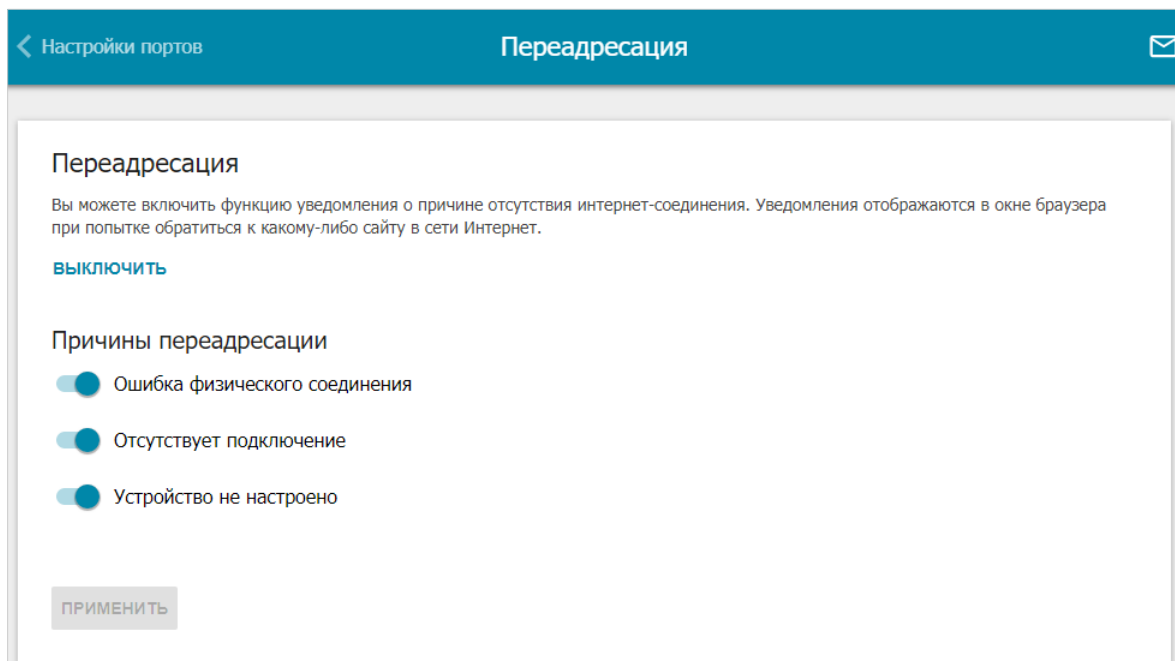 Настройки портов
Переадресация
Переадресация
Вы можете включить функцию уведомления о причине отсутствия интернет-соединения. Уведомления отображаются в окне браузера
при попытке обратиться к какому-либо сайту в сети Интернет.
ВЫКЛЮЧИТЬ
Причины переадресации
Ошибка физического соединения
Отсутствует подключение
Устройство не настроено
ПРИМЕНИТЬ